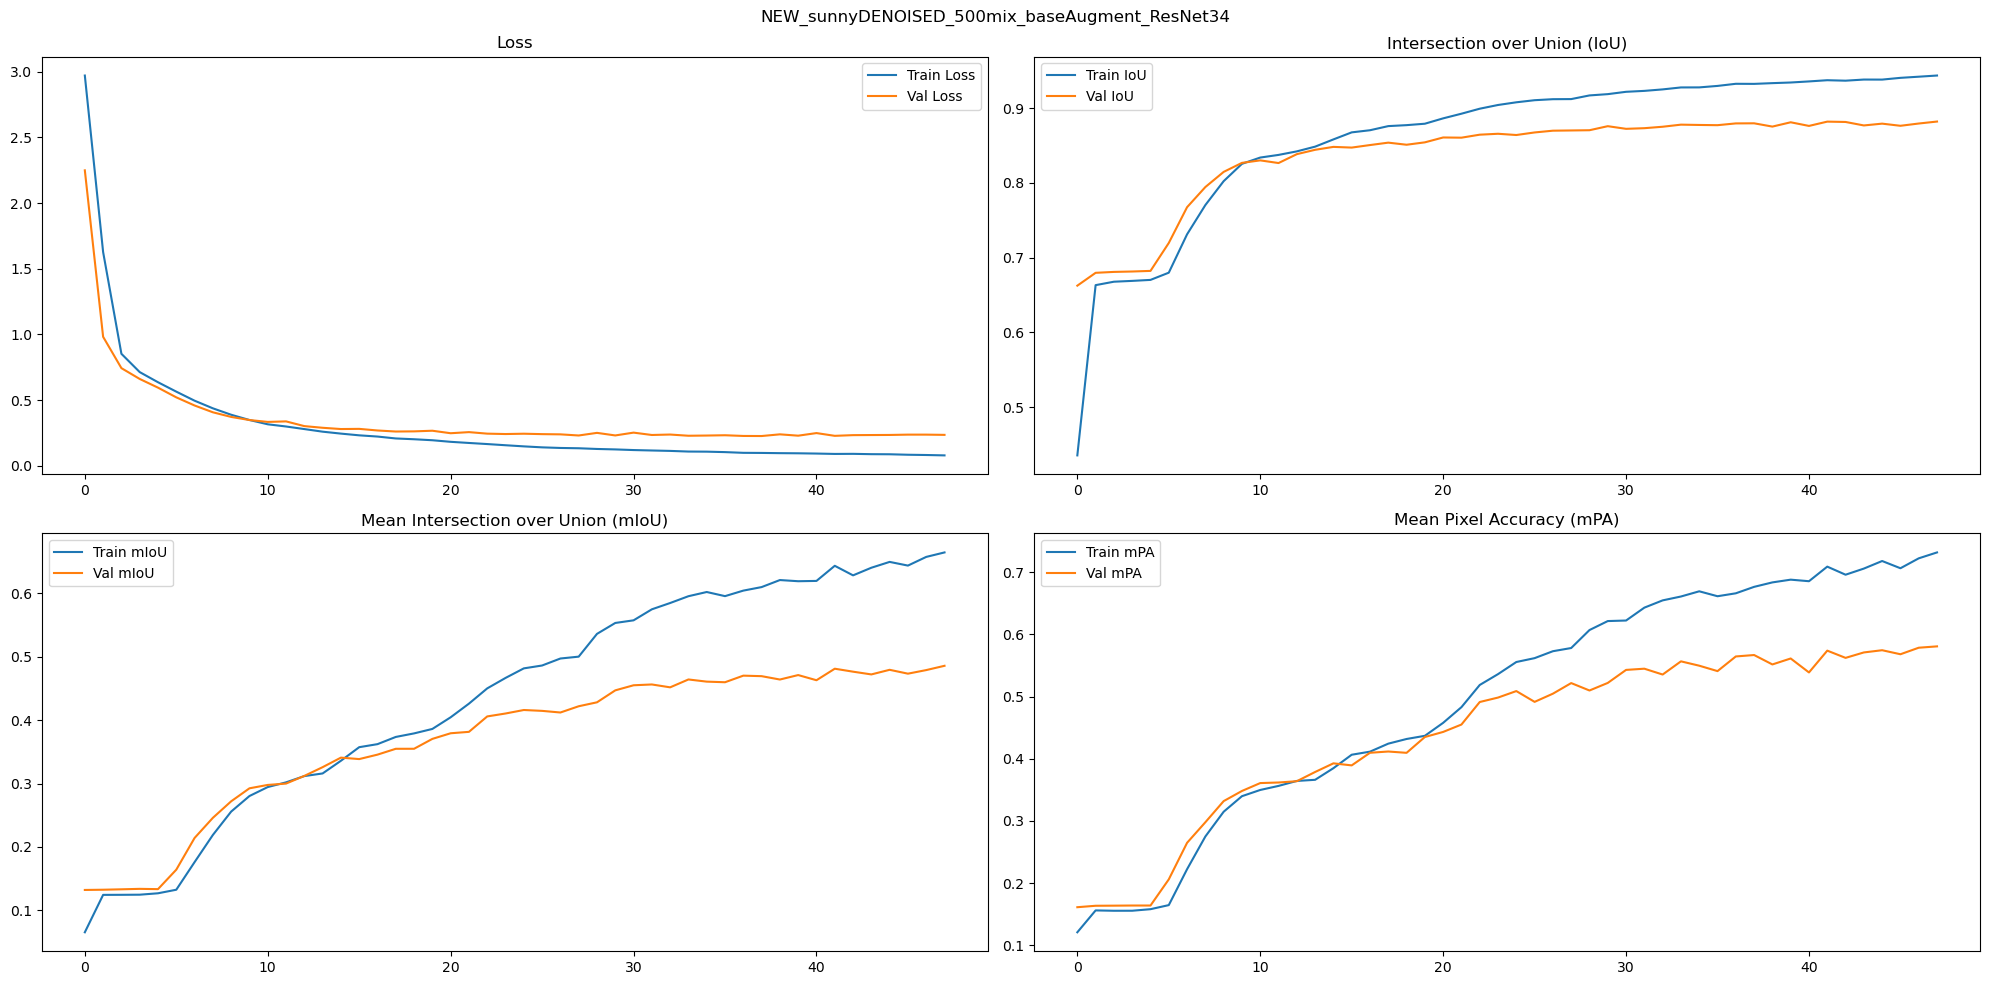 NEW_sunnyDENOISED_500mix_baseAugment_ResNet34
Loss
3.0
2.5
2.0
1.5
1.0
0.5
0.0
0 10 20 30 40
Train Loss
Val Loss
Intersection over Union (IoU)
0.9
0.8
0.7
0.6
0.5
0 10 20 30 40
Train IoU
Val IoU
Mean Intersection over Union (mIoU)
0.6
0.5
0.4
0.3
0.2
0.1
0 10 20 30 40
Train mIoU
Val mIoU
Mean Pixel Accuracy (mPA)
0.7
0.6
0.5
0.4
0.3
0.2
0.1
0 10 20 30 40
Train mPA
Val mPA